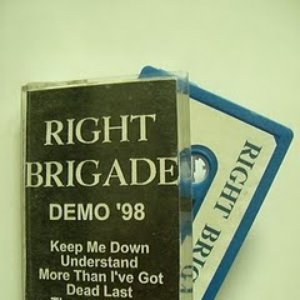 RIGHT
BRIGADE
DEMO '98
Keep Me Down
Understand
More Than I've Got
Dead Last
RIGHT BRIG